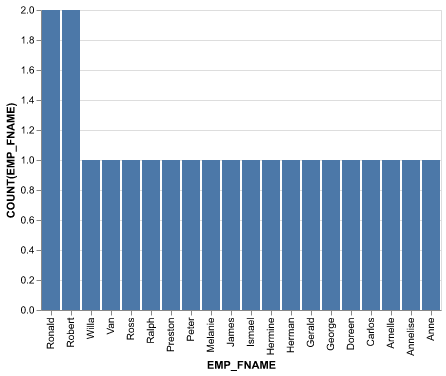 COUNT(EMP_FNAME)
2.0
1.8
1.6
1.4
1.2
1.0
0.8
0.6
0.4
0.2
0.0
Ronald
Robert
Willa
Van
Ross
Ralph
Preston
Peter
Melanie
James
Ismael
Hermine
Herman
Gerald
George
Doreen
Carlos
Arnelle
Annelise
Anne
EMP_FNAME